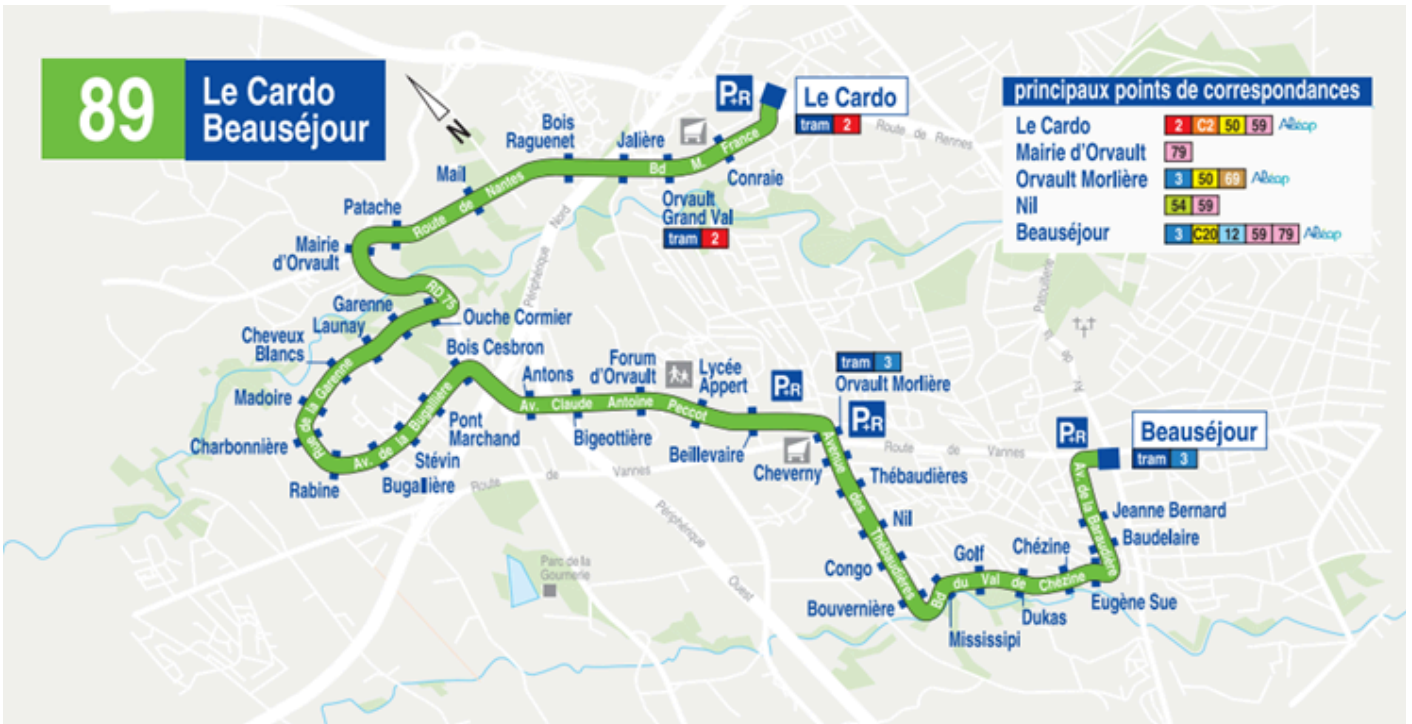 89
Le Cardo
Beauséjour
N
P+R
Le Cardo
tram 2
Route de Rennes
principaux points de correspondances
Le Cardo 2 C2 50 59 Aléop
Mairie d'Orvault 79
Orvault Morlière 3 50 69 Aléop
Nil 54 59
Beauséjour 3 C20 12 59 79 Aléop
Bois
Raguenet
Jalière
Bd M. France
Conraie
Orvault
Grand Val
tram 2
Mail
Route de Nantes
Patache
Mairie
d'Orvault
Périphérique Nord
RD 75
Garenne
Launay
Ouche Cormier
Cheveux
Blancs
Rue de la Garenne
Madoire
Charbonnière
Rabine
Av. de la Bugallière
Bugallière
Stévin
Pont
Marchand
Bois Cesbron
Antons
Av. Claude Antoine Peccot
Bigeottière
Forum
d'Orvault
Lycée
Appert
Beillevaire
P+R
tram 3
Orvault Morlière
P+R
Cheverny
Avenue des Thébaudières
Thébaudières
Route de Vannes
Route de Vannes
Périphérique Ouest
Parc de la
Gournerie
Nil
Congo
Bouvernière
Bd du Val de Chézine
Golf
Mississipi
Dukas
Chézine
Eugène Sue
Av. de la Baraudière
Baudelaire
Jeanne Bernard
P+R
Beauséjour
tram 3